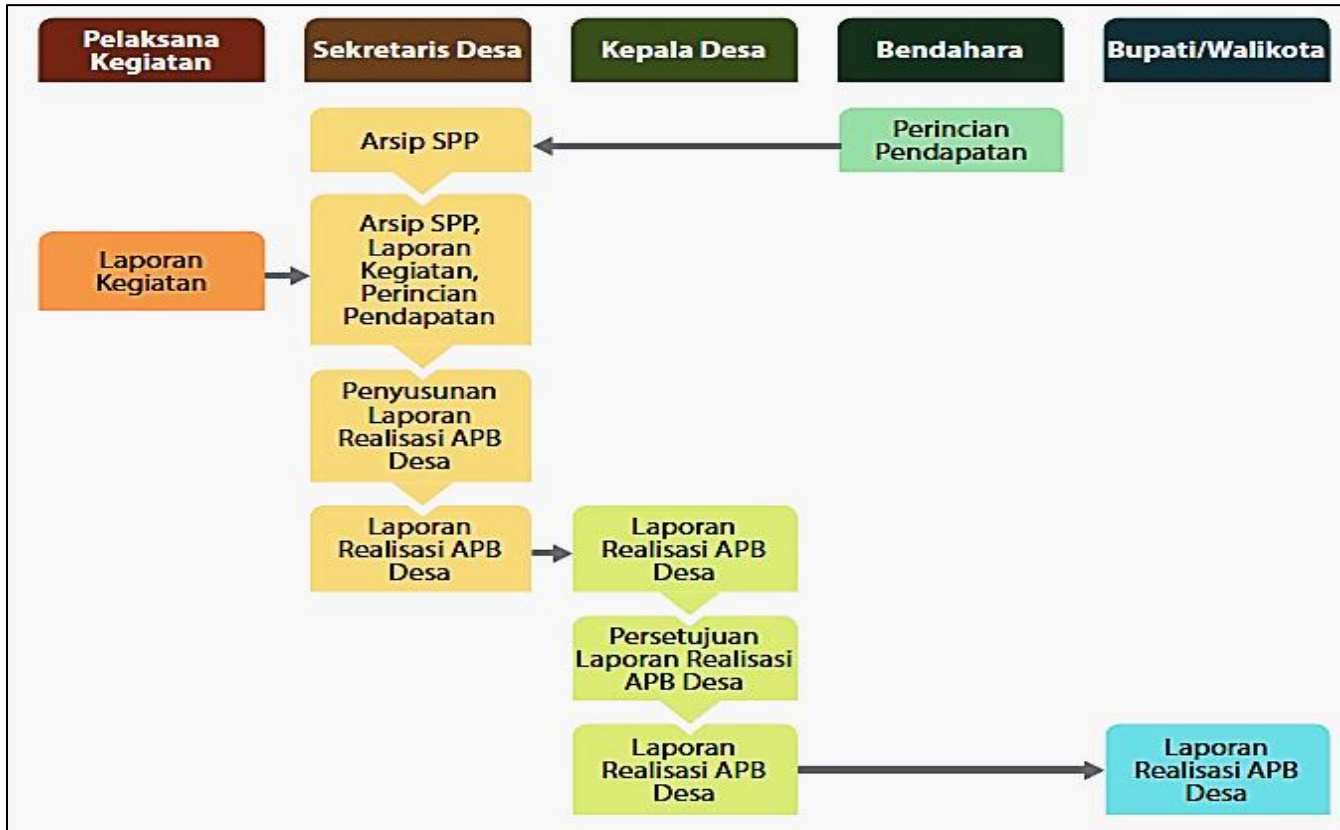 Pelaksana
Kegiatan
Sekretaris Desa
Kepala Desa
Bendahara
Bupati/Walikota
Arsip SPP
Perincian
Pendapatan
Laporan
Kegiatan
Arsip SPP,
Laporan
Kegiatan,
Perincian
Pendapatan
Penyusunan
Laporan
Realisasi APB
Desa
Laporan
Realisasi APB
Desa
Laporan
Realisasi APB
Desa
Persetujuan
Laporan Realisasi
APB Desa
Laporan
Realisasi APB
Desa
Laporan
Realisasi APB
Desa